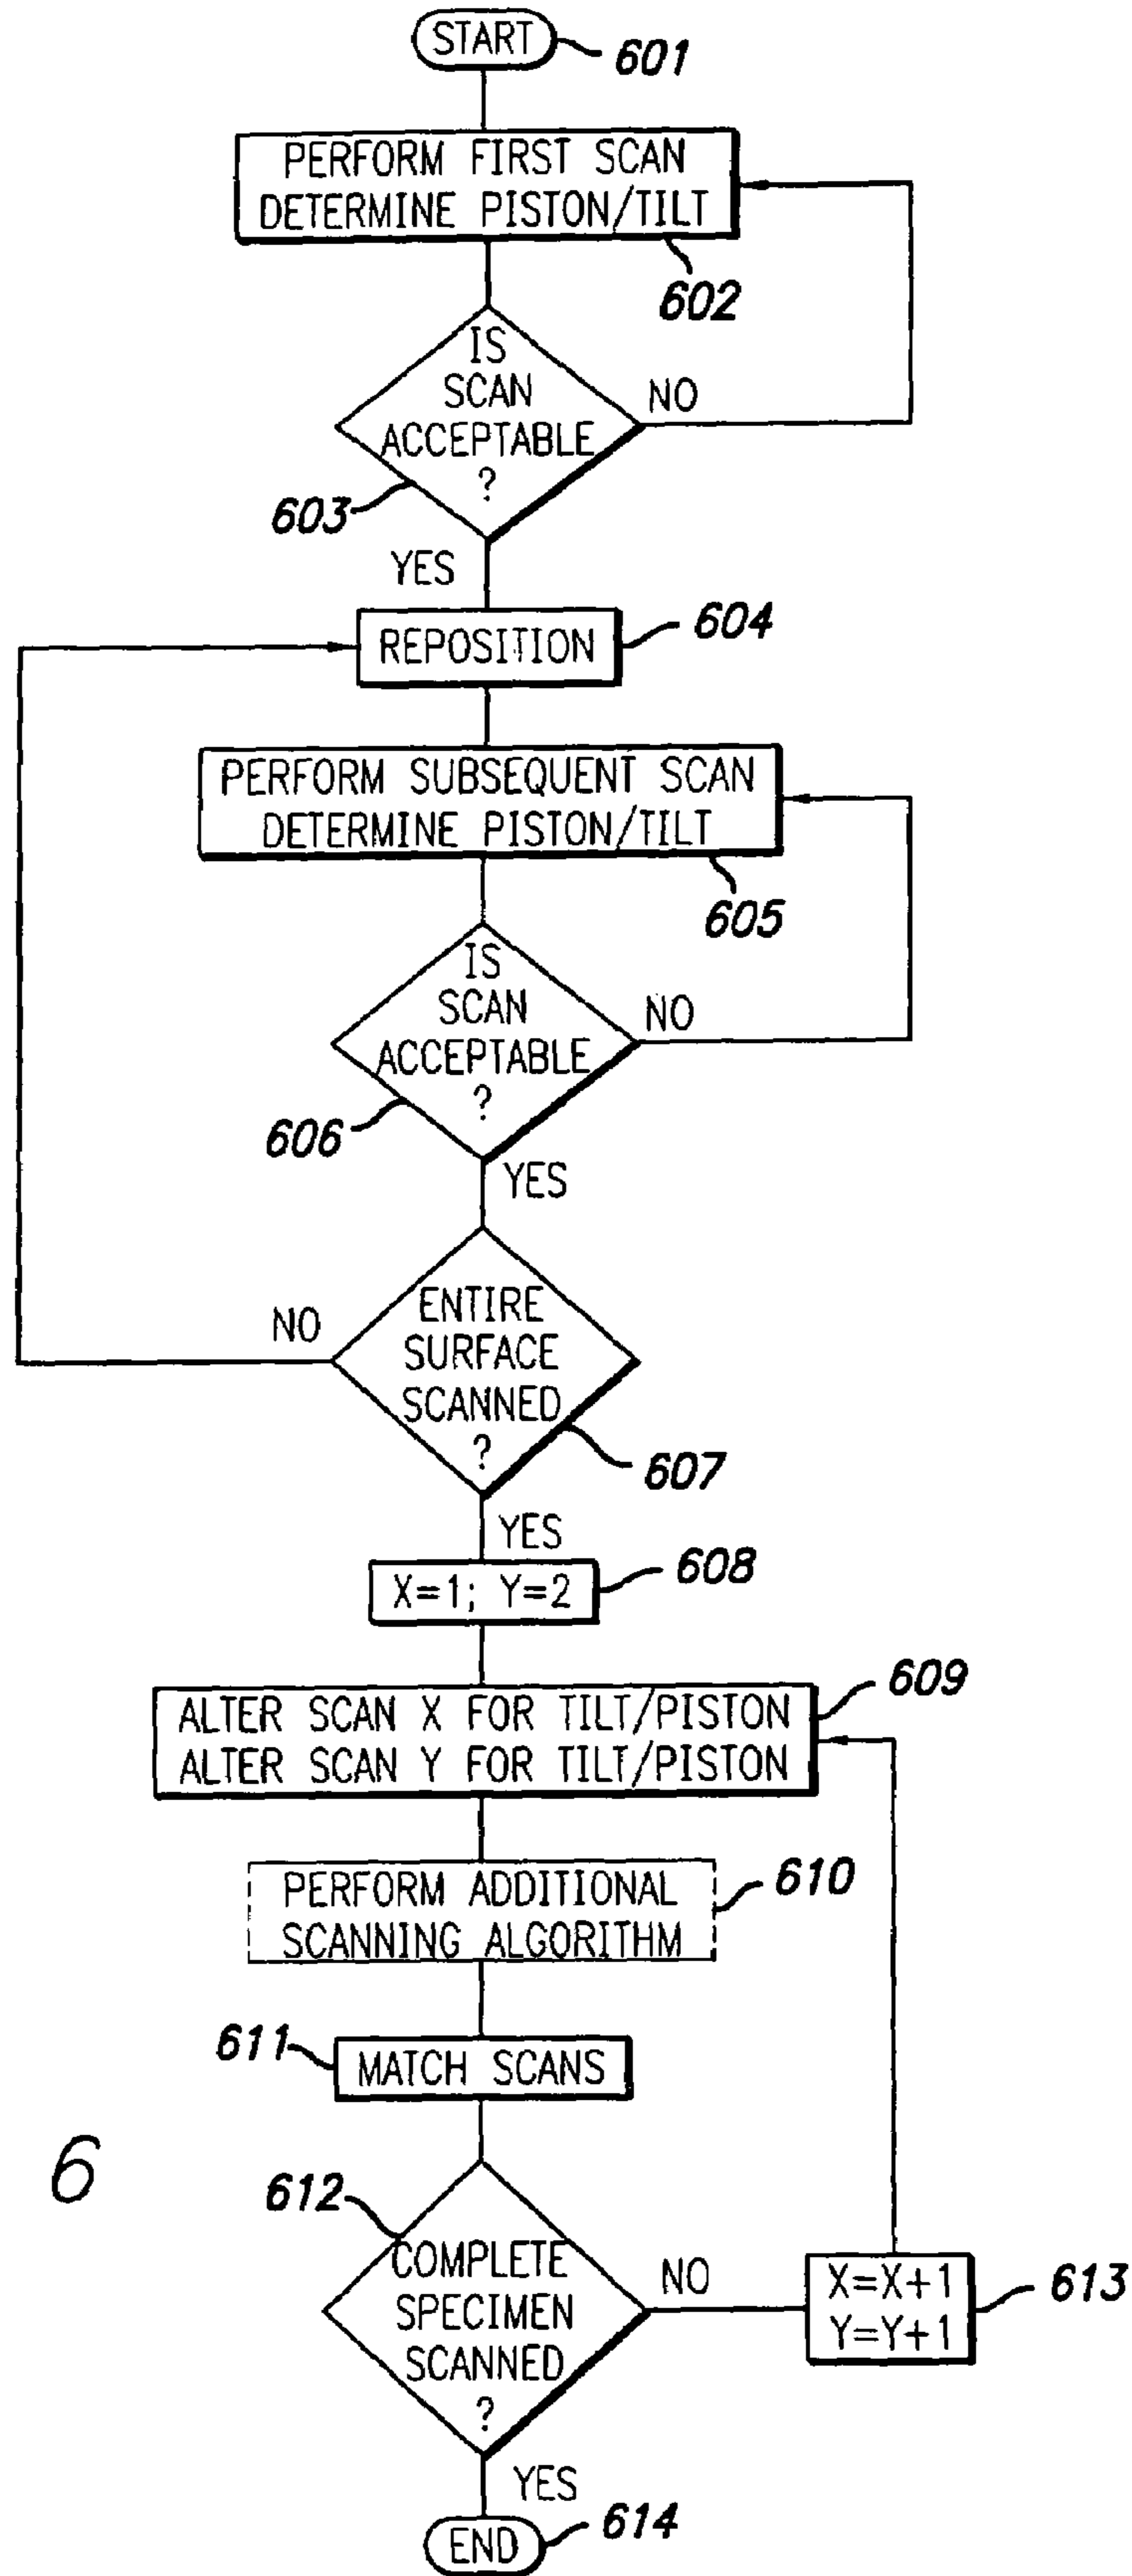 START
601
PERFORM FIRST SCAN
DETERMINE PISTON/TILT
602
IS
SCAN
ACCEPTABLE
?
NO
603
YES
REPOSITION
604
PERFORM SUBSEQUENT SCAN
DETERMINE PISTON/TILT
605
IS
SCAN
ACCEPTABLE
?
NO
606
YES
ENTIRE
SURFACE
SCANNED
?
NO
607
YES
X=1; Y=2
608
ALTER SCAN X FOR TILT/PISTON
ALTER SCAN Y FOR TILT/PISTON
609
PERFORM ADDITIONAL
SCANNING ALGORITHM
610
611
MATCH SCANS
6
612
COMPLETE
SPECIMEN
SCANNED
?
NO
X=X+1
Y=Y+1
613
YES
END
614